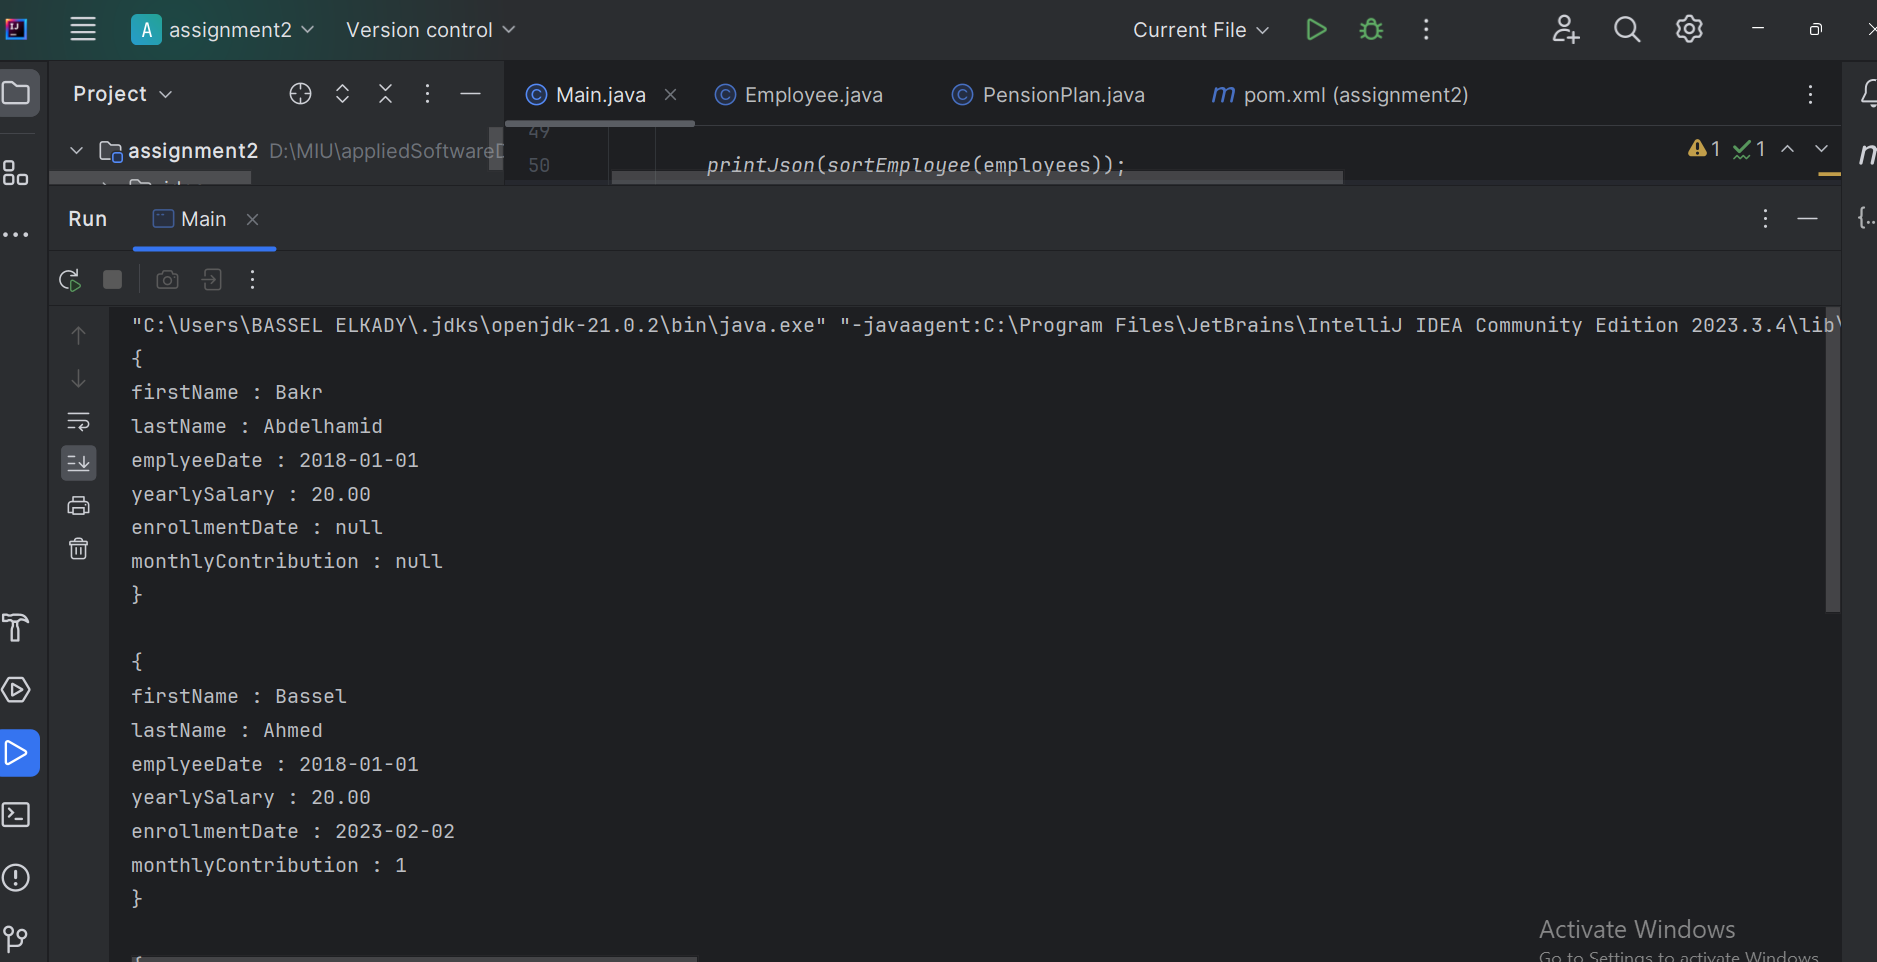 A assignment2 Version control Current File
Project Main.java Employee.java PensionPlan.java m pom.xml (assignment2)
49
assignment2 D:\MIU\appliedSoftwareD
50 printJson(sortEmployee(employees)); 1 1
Run Main
"C:\Users\BASSEL ELKADY\.jdks\openjdk-21.0.2\bin\java.exe" "-javaagent:C:\Program Files\JetBrains\IntelliJ IDEA Community Edition 2023.3.4\lib\
{
firstName : Bakr
lastName : Abdelhamid
emplyeeDate : 2018-01-01
yearlySalary : 20.00
enrollmentDate : null
monthlyContribution : null
}
{
firstName : Bassel
lastName : Ahmed
emplyeeDate : 2018-01-01
yearlySalary : 20.00
enrollmentDate : 2023-02-02
monthlyContribution : 1
}
Activate Windows
Go to Settings to activate Windows.